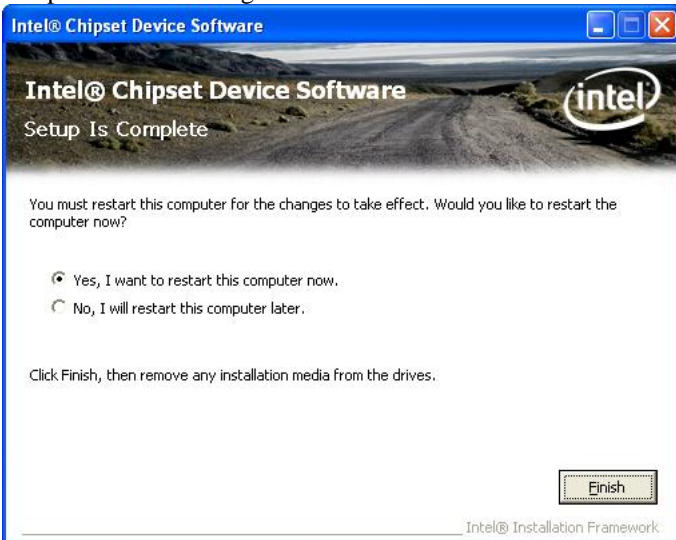 Intel® Chipset Device Software
Intel® Chipset Device Software
intel
Setup Is Complete
You must restart this computer for the changes to take effect. Would you like to restart the
computer now?
Yes, I want to restart this computer now.
No, I will restart this computer later.
Click Finish, then remove any installation media from the drives.
Finish
Intel® Installation Framework